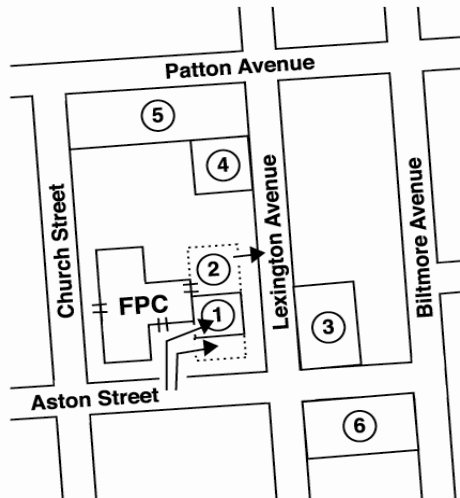 Patton Avenue
5
4
Church Street
Lexington Avenue
Biltmore Avenue
2
FPC
1
3
Aston Street
6